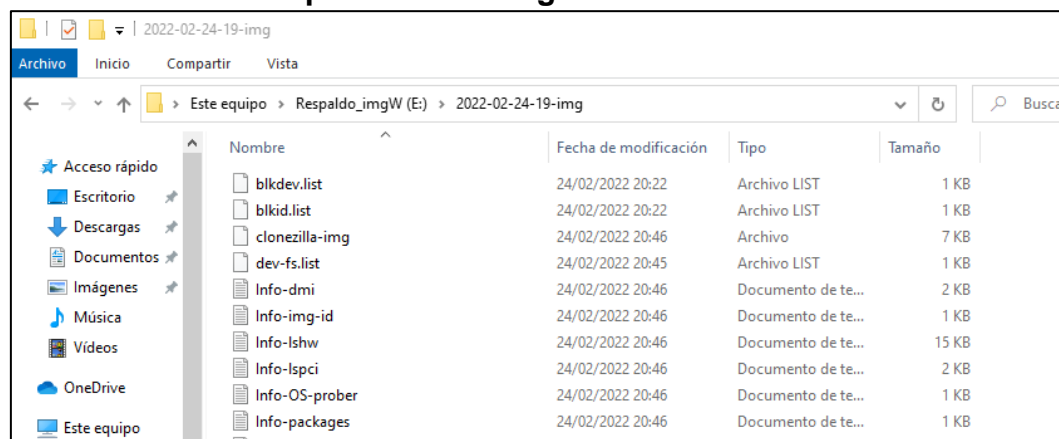 2022-02-24-19-img
Archivo Inicio Compartir Vista
Este equipo > Respaldo_imgW (E:) > 2022-02-24-19-img
Busca
Nombre Fecha de modificación Tipo Tamaño
Acceso rápido
Escritorio
Descargas
Documentos
Imágenes
Música
Vídeos
OneDrive
Este equipo
blkdev.list 24/02/2022 20:22 Archivo LIST 1 KB
blkid.list 24/02/2022 20:22 Archivo LIST 1 KB
clonezilla-img 24/02/2022 20:46 Archivo 7 KB
dev-fs.list 24/02/2022 20:45 Archivo LIST 1 KB
Info-dmi 24/02/2022 20:46 Documento de te... 2 KB
Info-img-id 24/02/2022 20:46 Documento de te... 1 KB
Info-lshw 24/02/2022 20:46 Documento de te... 15 KB
Info-lspci 24/02/2022 20:46 Documento de te... 2 KB
Info-OS-prober 24/02/2022 20:46 Documento de te... 1 KB
Info-packages 24/02/2022 20:46 Documento de te... 1 KB